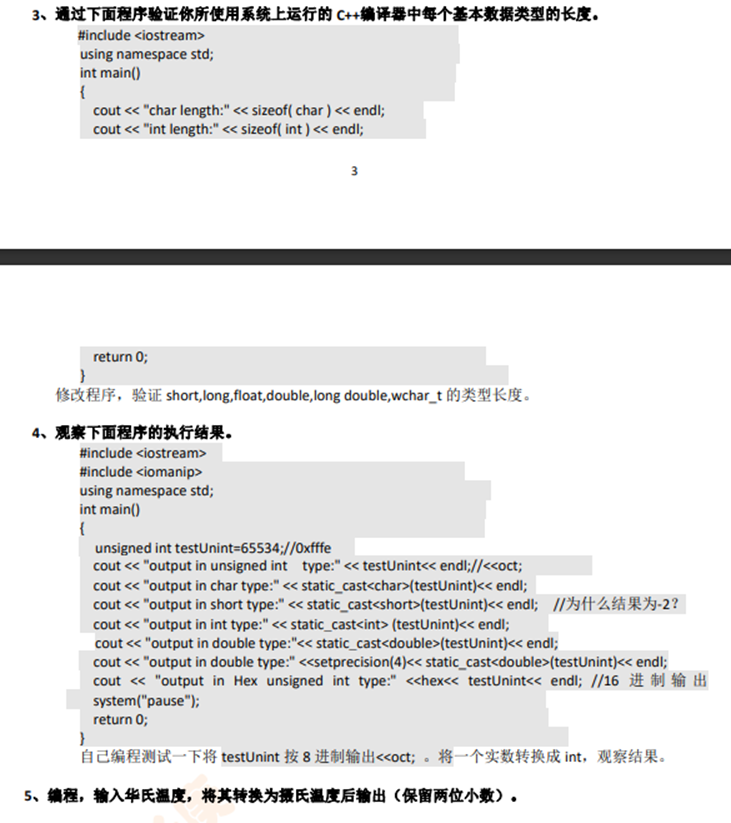 3、通过下面程序验证你所使用系统上运行的 C++编译器中每个基本数据类型的长度。
#include <iostream>
using namespace std;
int main()
{
cout << "char length:" << sizeof( char ) << endl;
cout << "int length:" << sizeof( int ) << endl;
3
return 0;
}
修改程序，验证 short,long,float,double,long double,wchar_t 的类型长度。
4、观察下面程序的执行结果。
#include <iostream>
#include <iomanip>
using namespace std;
int main()
{
unsigned int testUnint=65534;//0xfffe
cout << "output in unsigned int   type:" << testUnint<< endl;//<<oct;
cout << "output in char type:" << static_cast<char>(testUnint)<< endl;
cout << "output in short type:" << static_cast<short>(testUnint)<< endl;   //为什么结果为-2？
cout << "output in int type:" << static_cast<int> (testUnint)<< endl;
cout << "output in double type:"<< static_cast<double>(testUnint)<< endl;
cout << "output in double type:" <<setprecision(4)<< static_cast<double>(testUnint)<< endl;
cout << "output in Hex unsigned int type:" <<hex<< testUnint<< endl; //16 进 制 输 出
system("pause");
return 0;
}
自己编程测试一下将 testUnint 按 8 进制输出<<oct; 。将一个实数转换成 int，观察结果。
5、编程，输入华氏温度，将其转换为摄氏温度后输出（保留两位小数）.